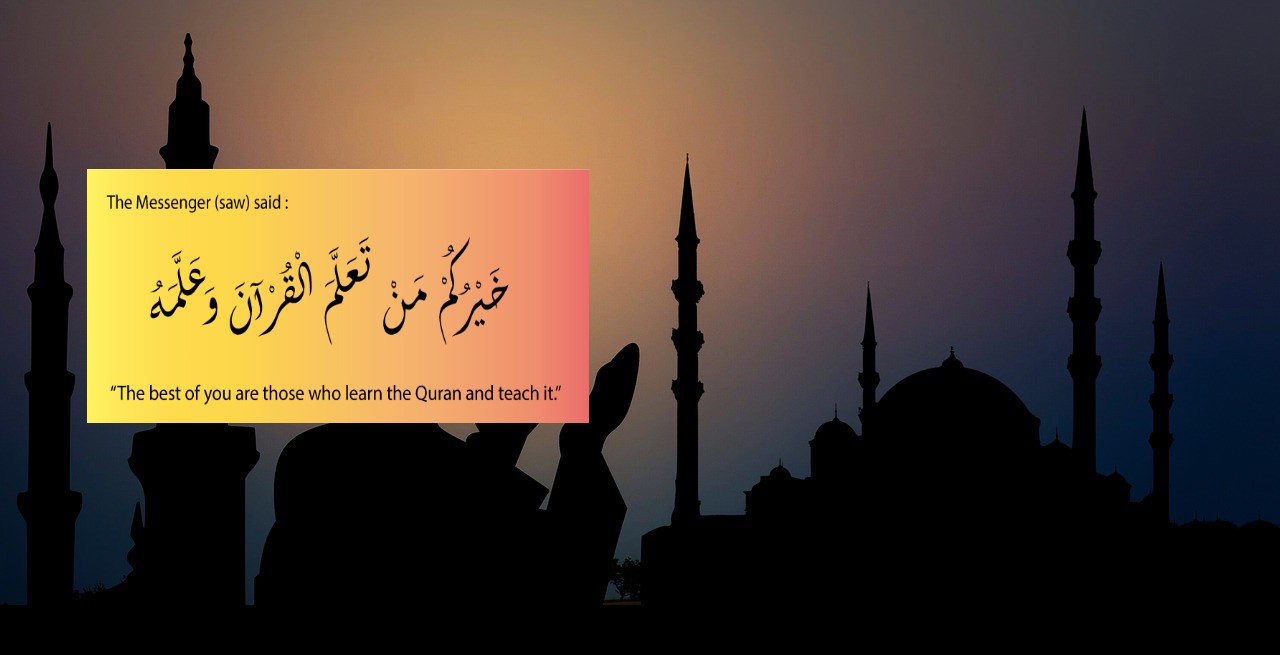 The Messenger (saw) said :
خَيْرُكُمْ مَنْ تَعَلَّمَ الْقُرْآنَ وَعَلَّمَهُ
“The best of you are those who learn the Quran and teach it.”